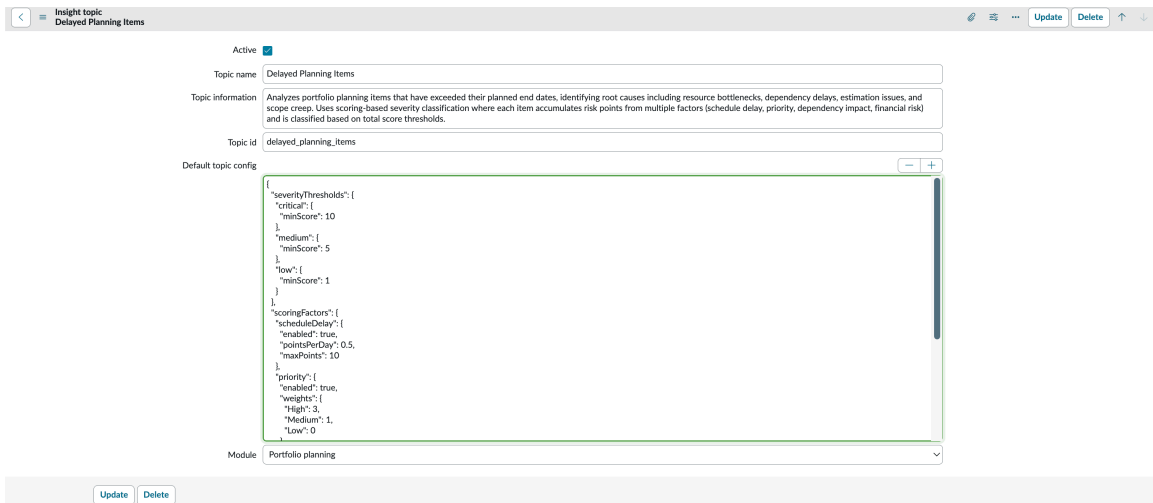 Insight topic
Delayed Planning Items
Update
Delete
Active
Topic name
Delayed Planning Items
Topic information
Analyzes portfolio planning items that have exceeded their planned end dates, identifying root causes including resource bottlenecks, dependency delays, estimation issues, and
scope creep. Uses scoring-based severity classification where each item accumulates risk points from multiple factors (schedule delay, priority, dependency impact, financial risk)
and is classified based on total score thresholds.
Topic id
delayed_planning_items
Default topic config
{
"severityThresholds": {
"critical": {
"minScore": 10
},
"medium": {
"minScore": 5
},
"low": {
"minScore": 1
}
},
"scoringFactors": {
"scheduleDelay": {
"enabled": true,
"pointsPerDay": 0.5,
"maxPoints": 10
},
"priority": {
"enabled": true,
"weights": {
"High": 3,
"Medium": 1,
"Low": 0
}
Module
Portfolio planning
Update
Delete